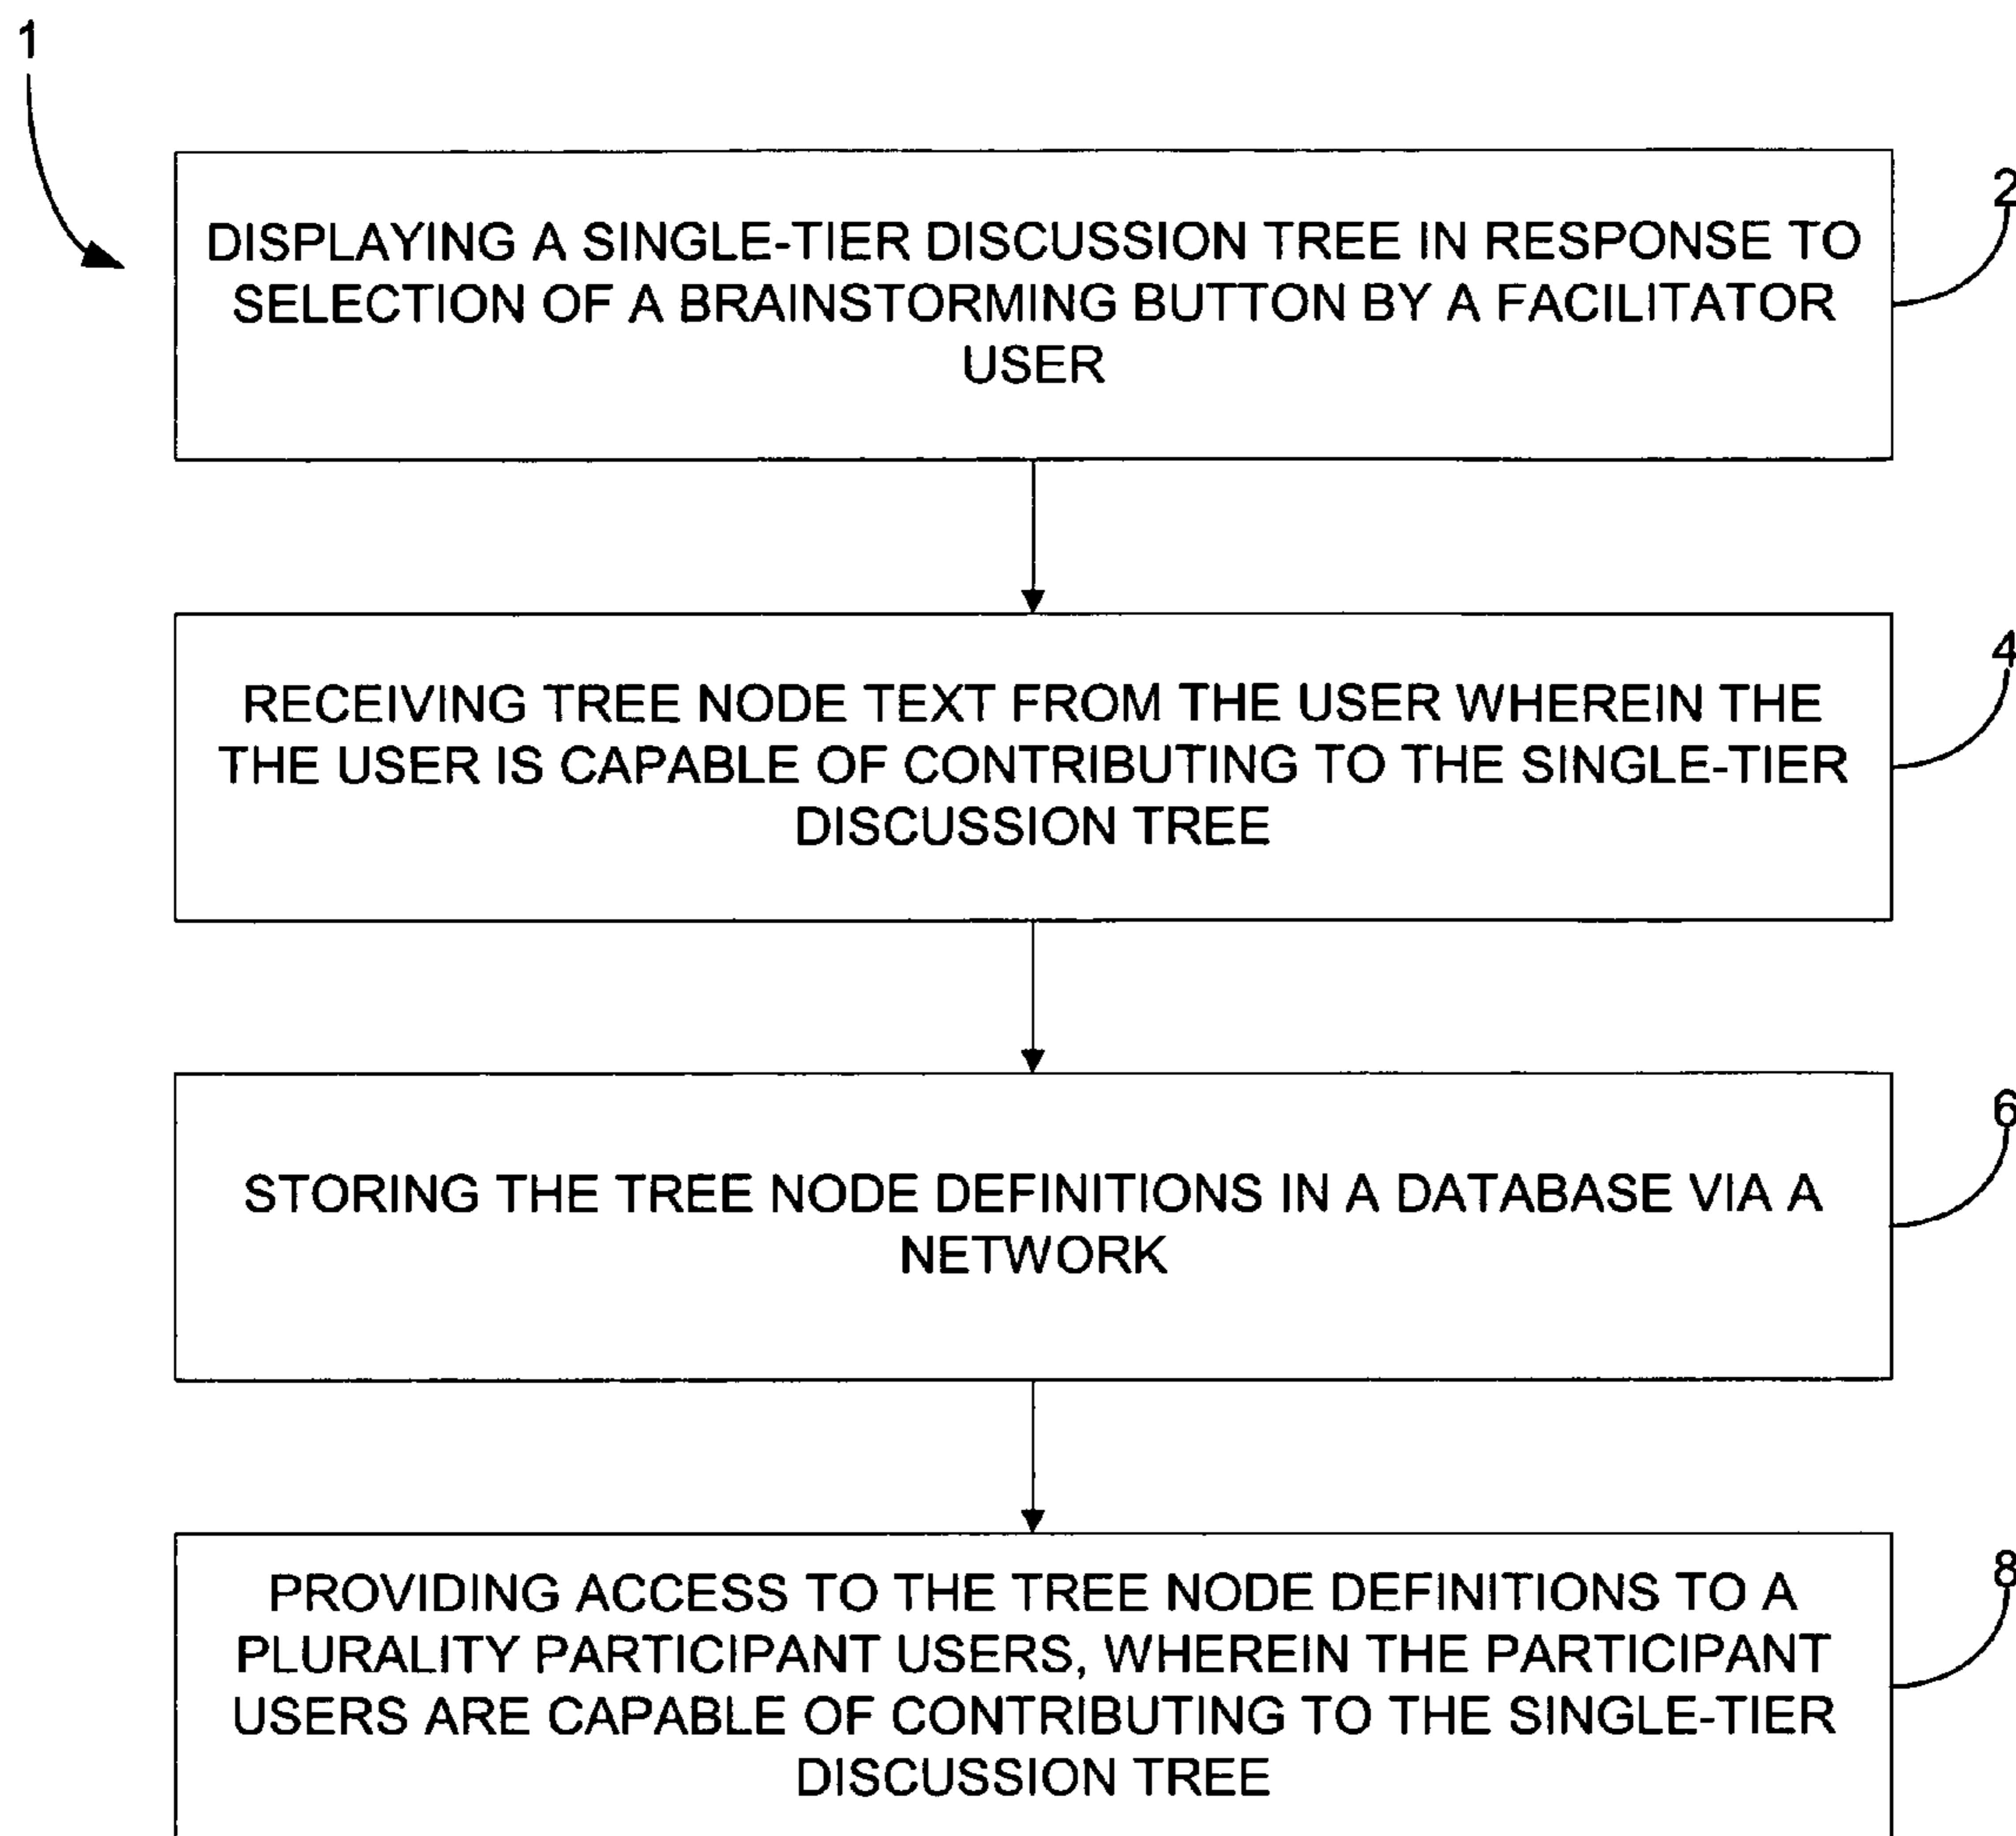 1
2
DISPLAYING A SINGLE-TIER DISCUSSION TREE IN RESPONSE TO
SELECTION OF A BRAINSTORMING BUTTON BY A FACILITATOR
USER
4
RECEIVING TREE NODE TEXT FROM THE USER WHEREIN THE
THE USER IS CAPABLE OF CONTRIBUTING TO THE SINGLE-TIER
DISCUSSION TREE
6
STORING THE TREE NODE DEFINITIONS IN A DATABASE VIA A
NETWORK
8
PROVIDING ACCESS TO THE TREE NODE DEFINITIONS TO A
PLURALITY PARTICIPANT USERS, WHEREIN THE PARTICIPANT
USERS ARE CAPABLE OF CONTRIBUTING TO THE SINGLE-TIER
DISCUSSION TREE